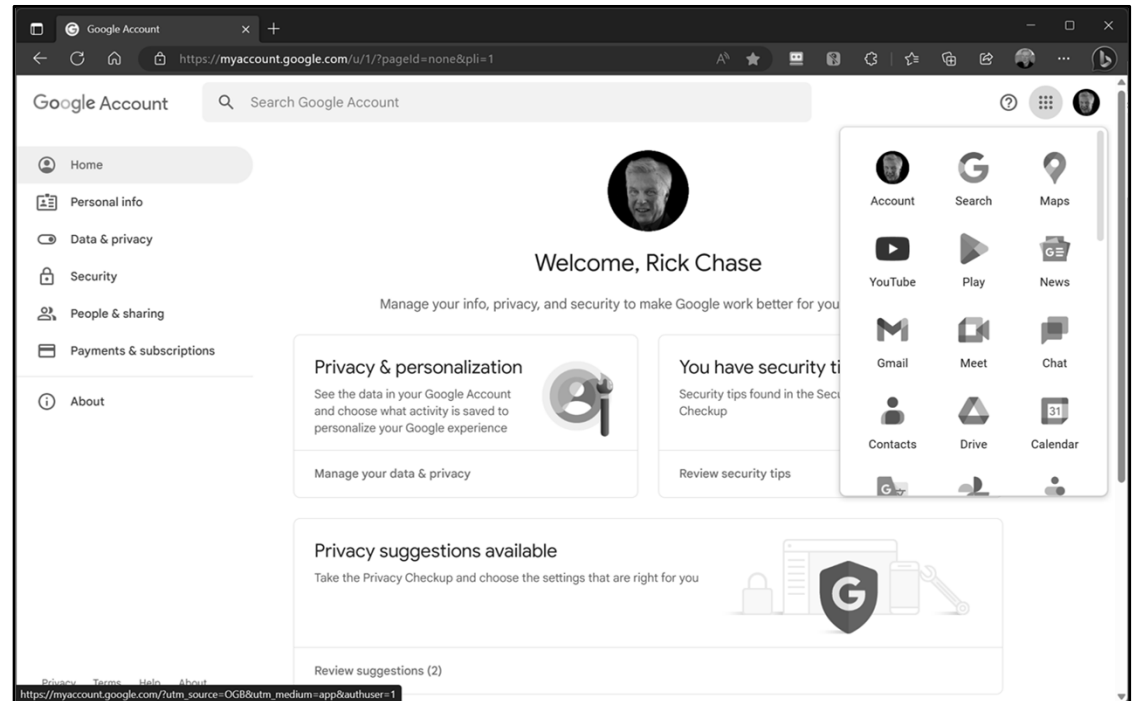 Google Account
https://myaccount.google.com/u/1/?pageId=none&pli=1
Google Account
Search Google Account
Home
Personal info
Data & privacy
Security
People & sharing
Payments & subscriptions
About
Welcome, Rick Chase
Manage your info, privacy, and security to make Google work better for you
Privacy & personalization
See the data in your Google Account
and choose what activity is saved to
personalize your Google experience
Manage your data & privacy
You have security ti
Security tips found in the Secu
Checkup
Review security tips
Privacy suggestions available
Take the Privacy Checkup and choose the settings that are right for you
Review suggestions (2)
Account Search Maps
YouTube Play News
Gmail Meet Chat
31
Contacts Drive Calendar
Privacy Terms Help About
https://myaccount.google.com/?utm_source=OGB&utm_medium=app&authuser=1